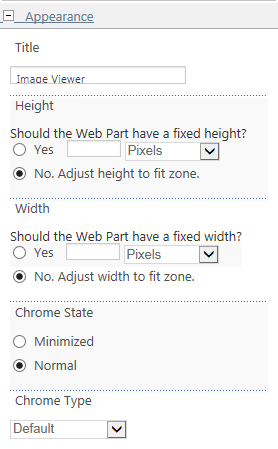 Appearance
Title
Image Viewer
Height
Should the Web Part have a fixed height?
Yes Pixels
No. Adjust height to fit zone.
Width
Should the Web Part have a fixed width?
Yes Pixels
No. Adjust width to fit zone.
Chrome State
Minimized
Normal
Chrome Type
Default